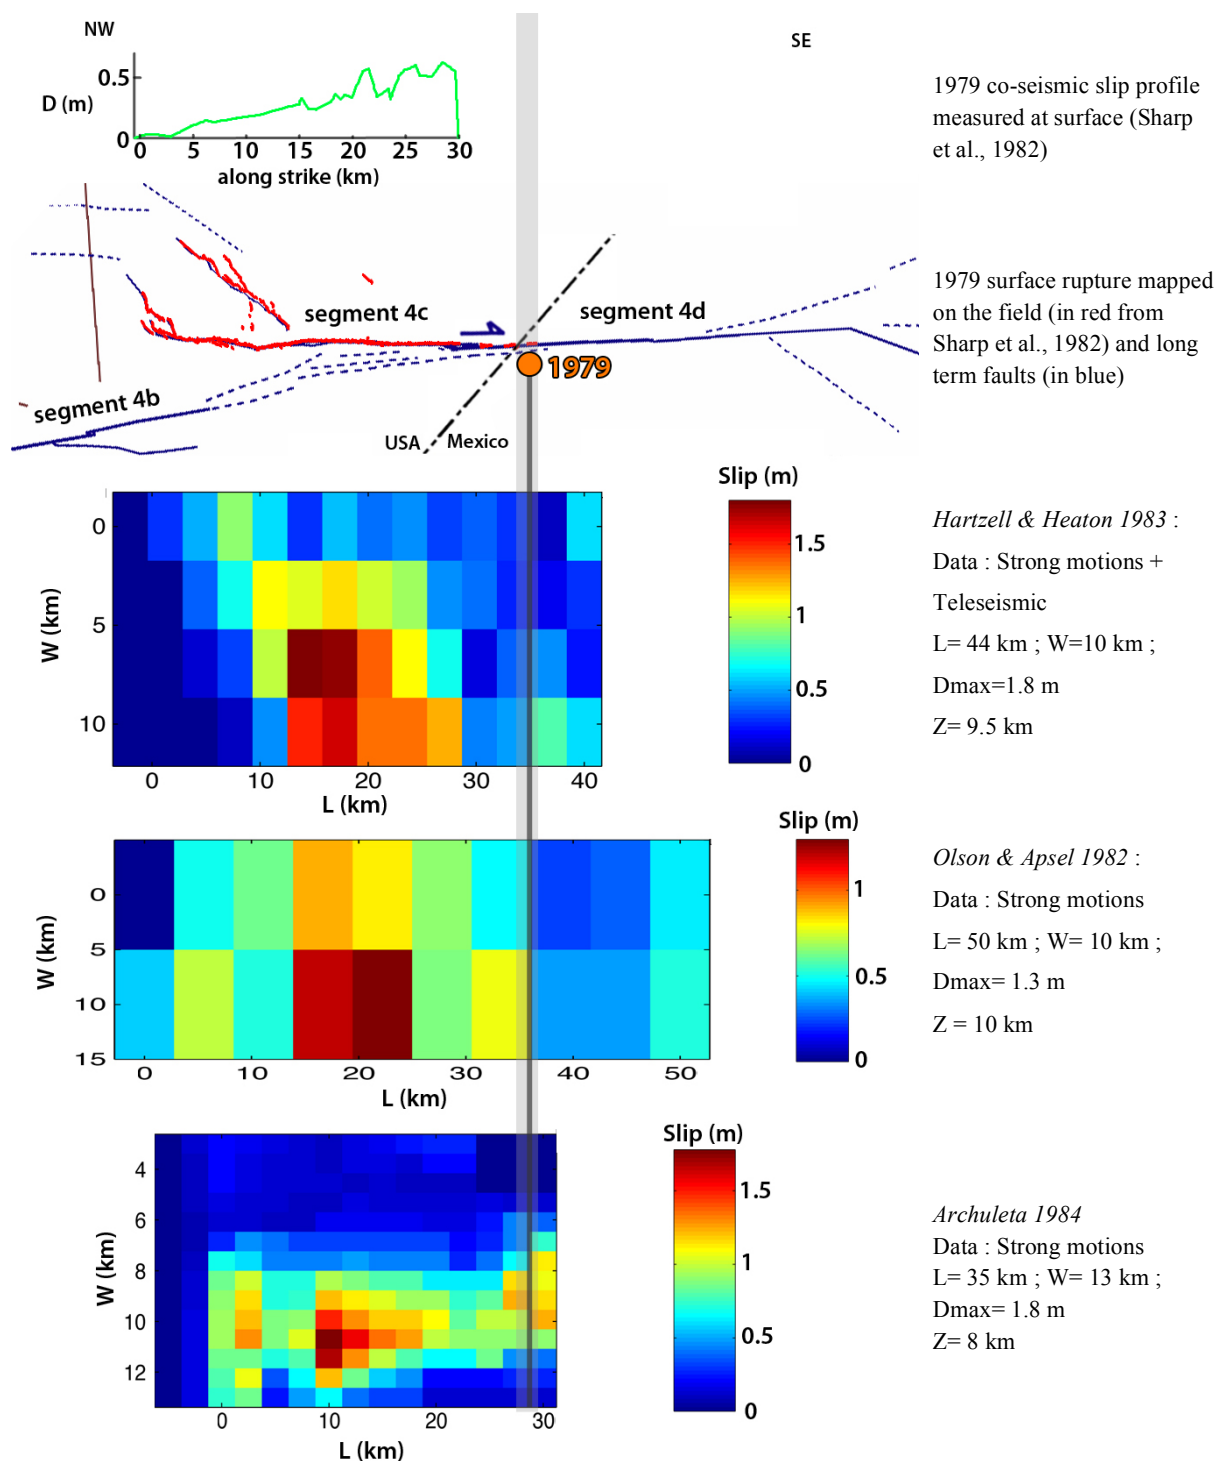 NW
SE
0.5
D (m)
0
0 5 10 15 20 25 30
along strike (km)
1979 co-seismic slip profile
measured at surface (Sharp
et al., 1982)
segment 4c
segment 4d
1979
segment 4b
USA
Mexico
1979 surface rupture mapped
on the field (in red from
Sharp et al., 1982) and long
term faults (in blue)
Slip (m)
0
5
10
W (km)
0 10 20 30 40
L (km)
1.5
1
0.5
0
Hartzell & Heaton 1983 :
Data : Strong motions +
Teleseismic
L= 44 km ; W=10 km ;
Dmax=1.8 m
Z= 9.5 km
Slip (m)
0
5
10
15
W (km)
0 10 20 30 40 50
L (km)
1
0.5
0
Olson & Apsel 1982 :
Data : Strong motions
L= 50 km ; W= 10 km ;
Dmax= 1.3 m
Z = 10 km
Slip (m)
4
6
8
10
12
W (km)
0 10 20 30
L (km)
1.5
1
0.5
0
Archuleta 1984
Data : Strong motions
L= 35 km ; W= 13 km ;
Dmax= 1.8 m
Z= 8 km